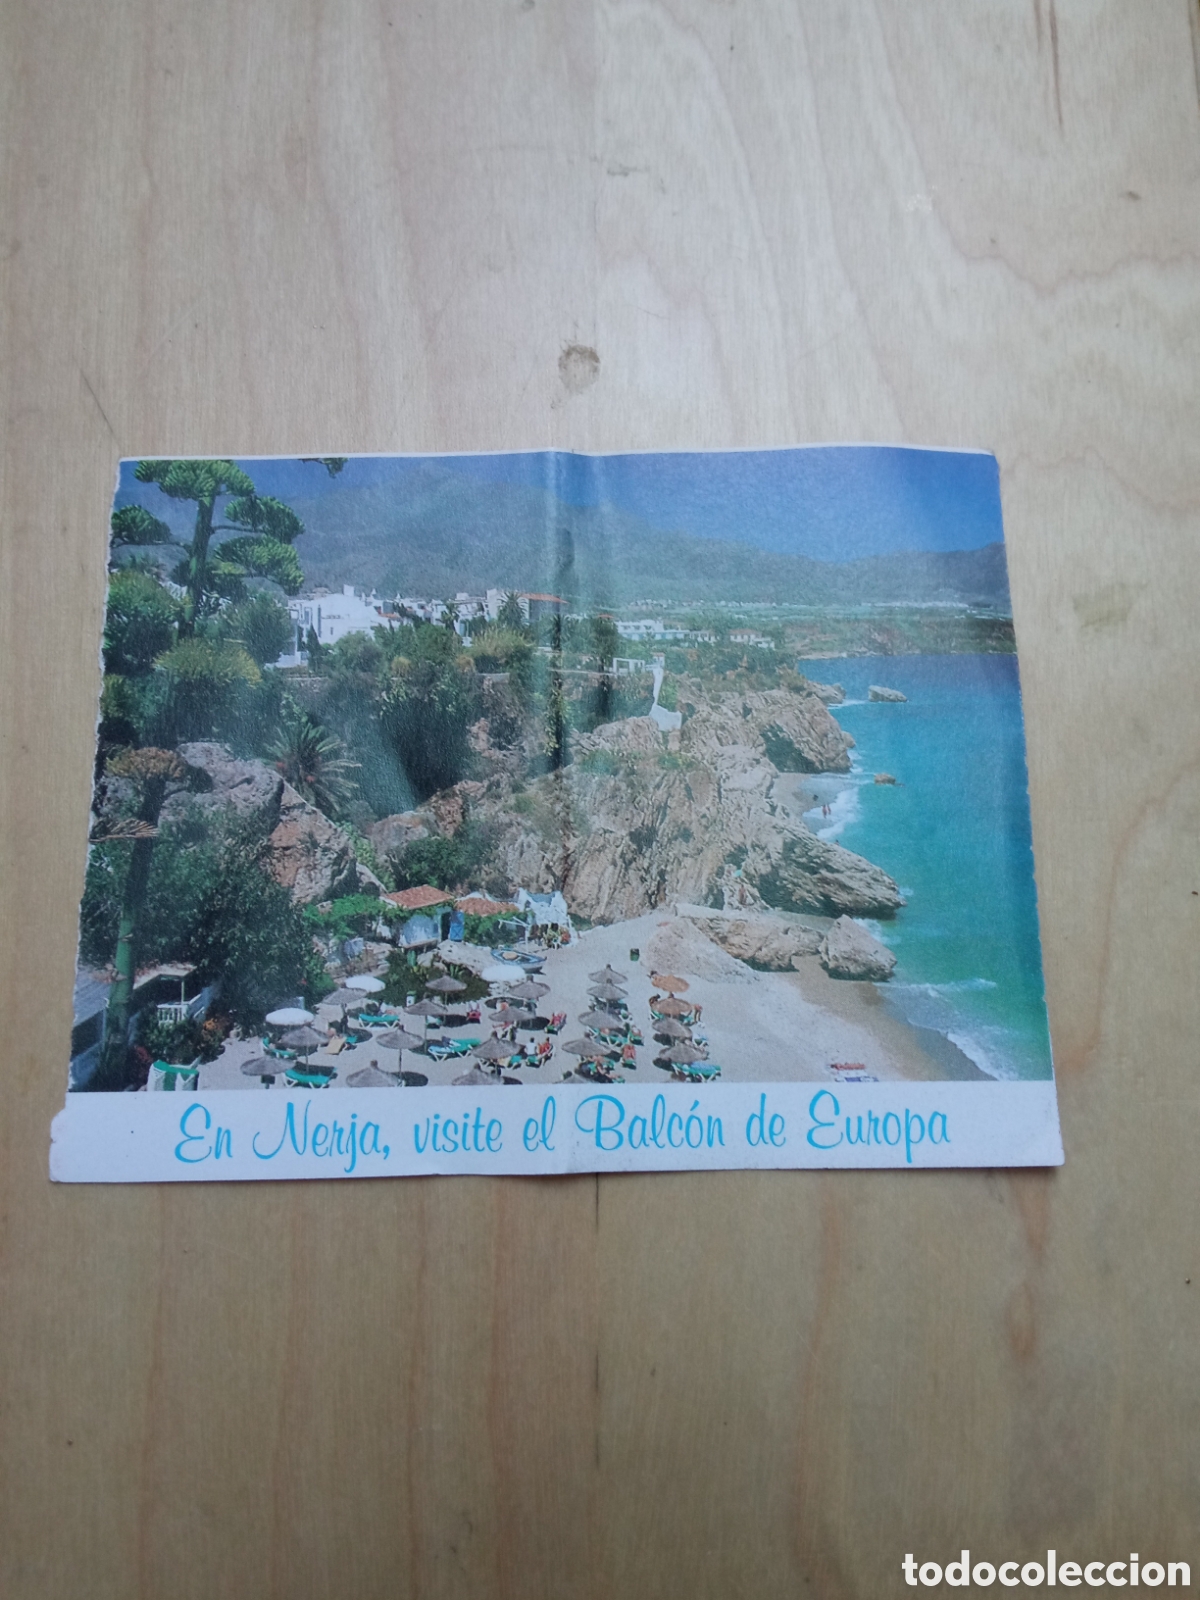 En Nerja, visite el Balcón de Europa
todocoleccion